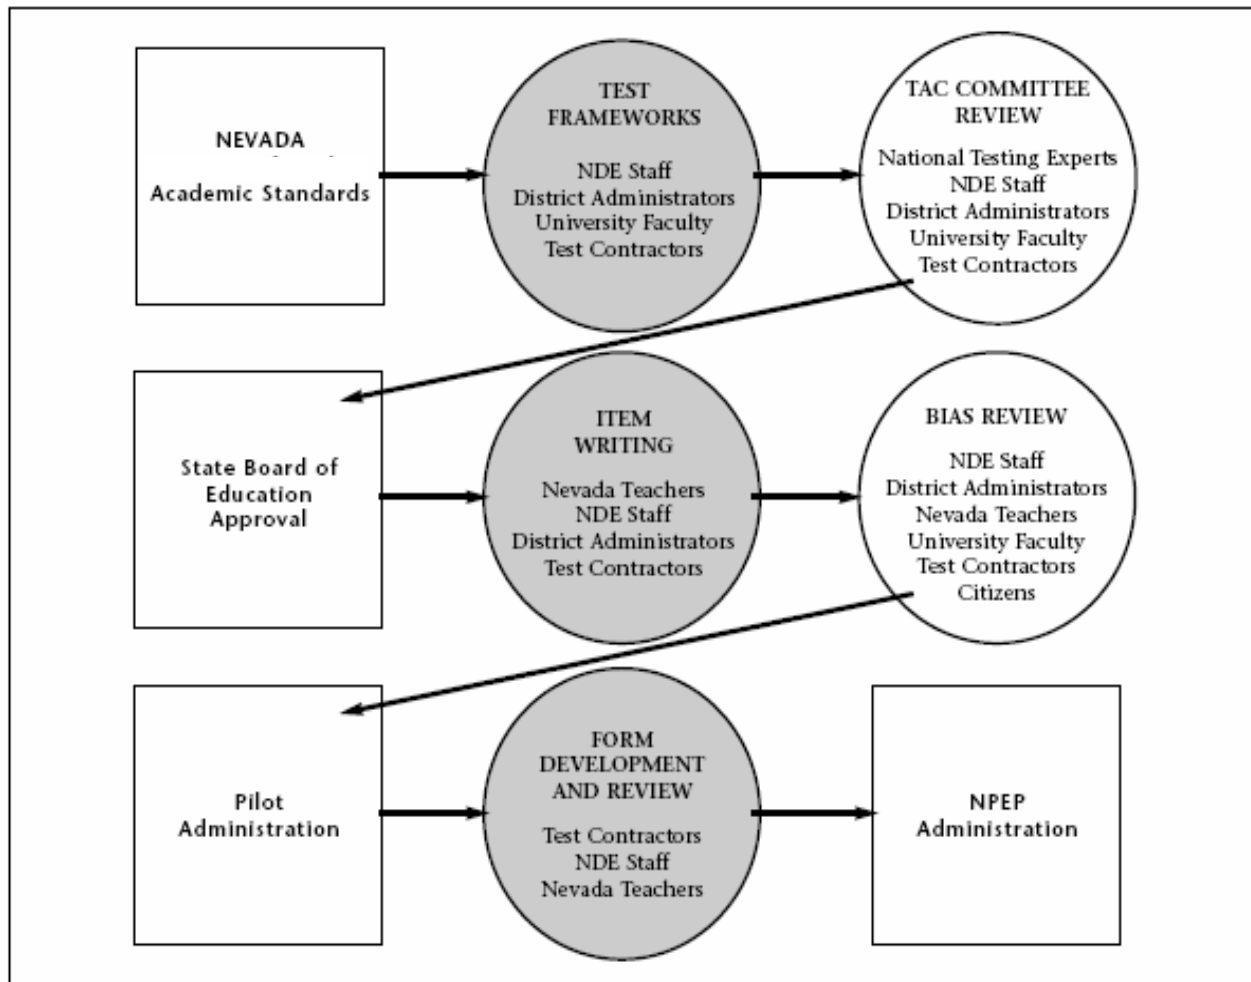 NEVADA
Academic Standards
TEST
FRAMEWORKS
NDE Staff
District Administrators
University Faculty
Test Contractors
TAC COMMITTEE
REVIEW
National Testing Experts
NDE Staff
District Administrators
University Faculty
Test Contractors
State Board of
Education
Approval
ITEM
WRITING
Nevada Teachers
NDE Staff
District Administrators
Test Contractors
BIAS REVIEW
NDE Staff
District Administrators
Nevada Teachers
University Faculty
Test Contractors
Citizens
Pilot
Administration
FORM
DEVELOPMENT
AND REVIEW
Test Contractors
NDE Staff
Nevada Teachers
NPEP
Administration